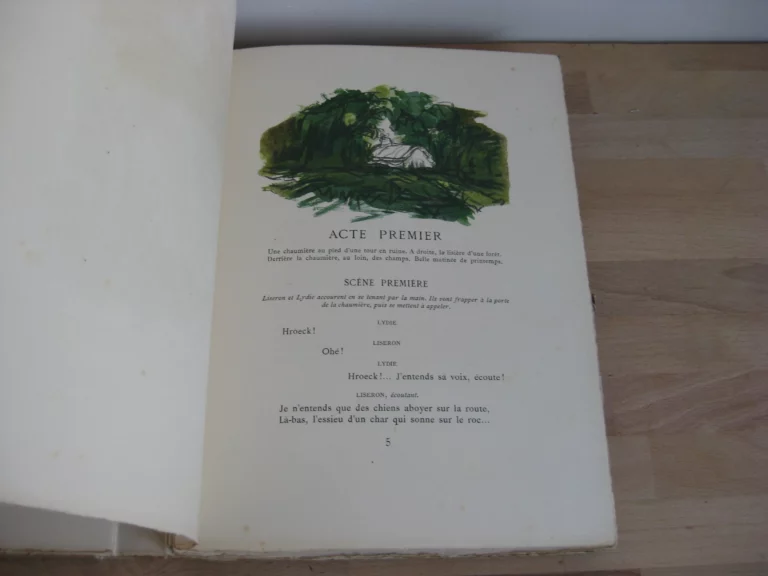 ACTE PREMIER
Une chaumière au pied d'une tour en ruine. A droite, la lisière d'une forêt.
Derrière la chaumière, au loin, des champs. Belle matinée de printemps.
SCÈNE PREMIÈRE
Liseron et Lydie accourent en se tenant par la main. Ils vont frapper à la porte
de la chaumière, puis se mettent à appeler.
LYDIE
Hroeck!
LISERON
Ohé!
LYDIE
Hroeck!... J'entends sa voix, écoute!
LISERON, écoutant.
Je n'entends que des chiens aboyer sur la route,
Là-bas, l'essieu d'un char qui sonne sur le roc...
5